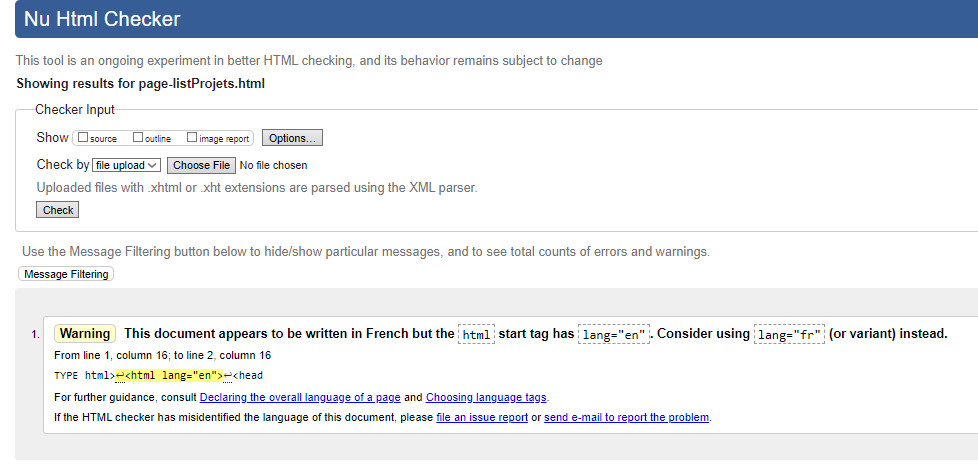 Nu Html Checker
This tool is an ongoing experiment in better HTML checking, and its behavior remains subject to change
Showing results for page-listProjets.html
Checker Input
Show source outline image report Options...
Check by file upload Choose File No file chosen
Uploaded files with .xhtml or .xht extensions are parsed using the XML parser.
Check
Use the Message Filtering button below to hide/show particular messages, and to see total counts of errors and warnings.
Message Filtering
1. Warning This document appears to be written in French but the html start tag has lang="en". Consider using lang="fr" (or variant) instead.
From line 1, column 16; to line 2, column 16
TYPE html>↩<html lang="en">↩<head
For further guidance, consult Declaring the overall language of a page and Choosing language tags.
If the HTML checker has misidentified the language of this document, please file an issue report or send e-mail to report the problem.